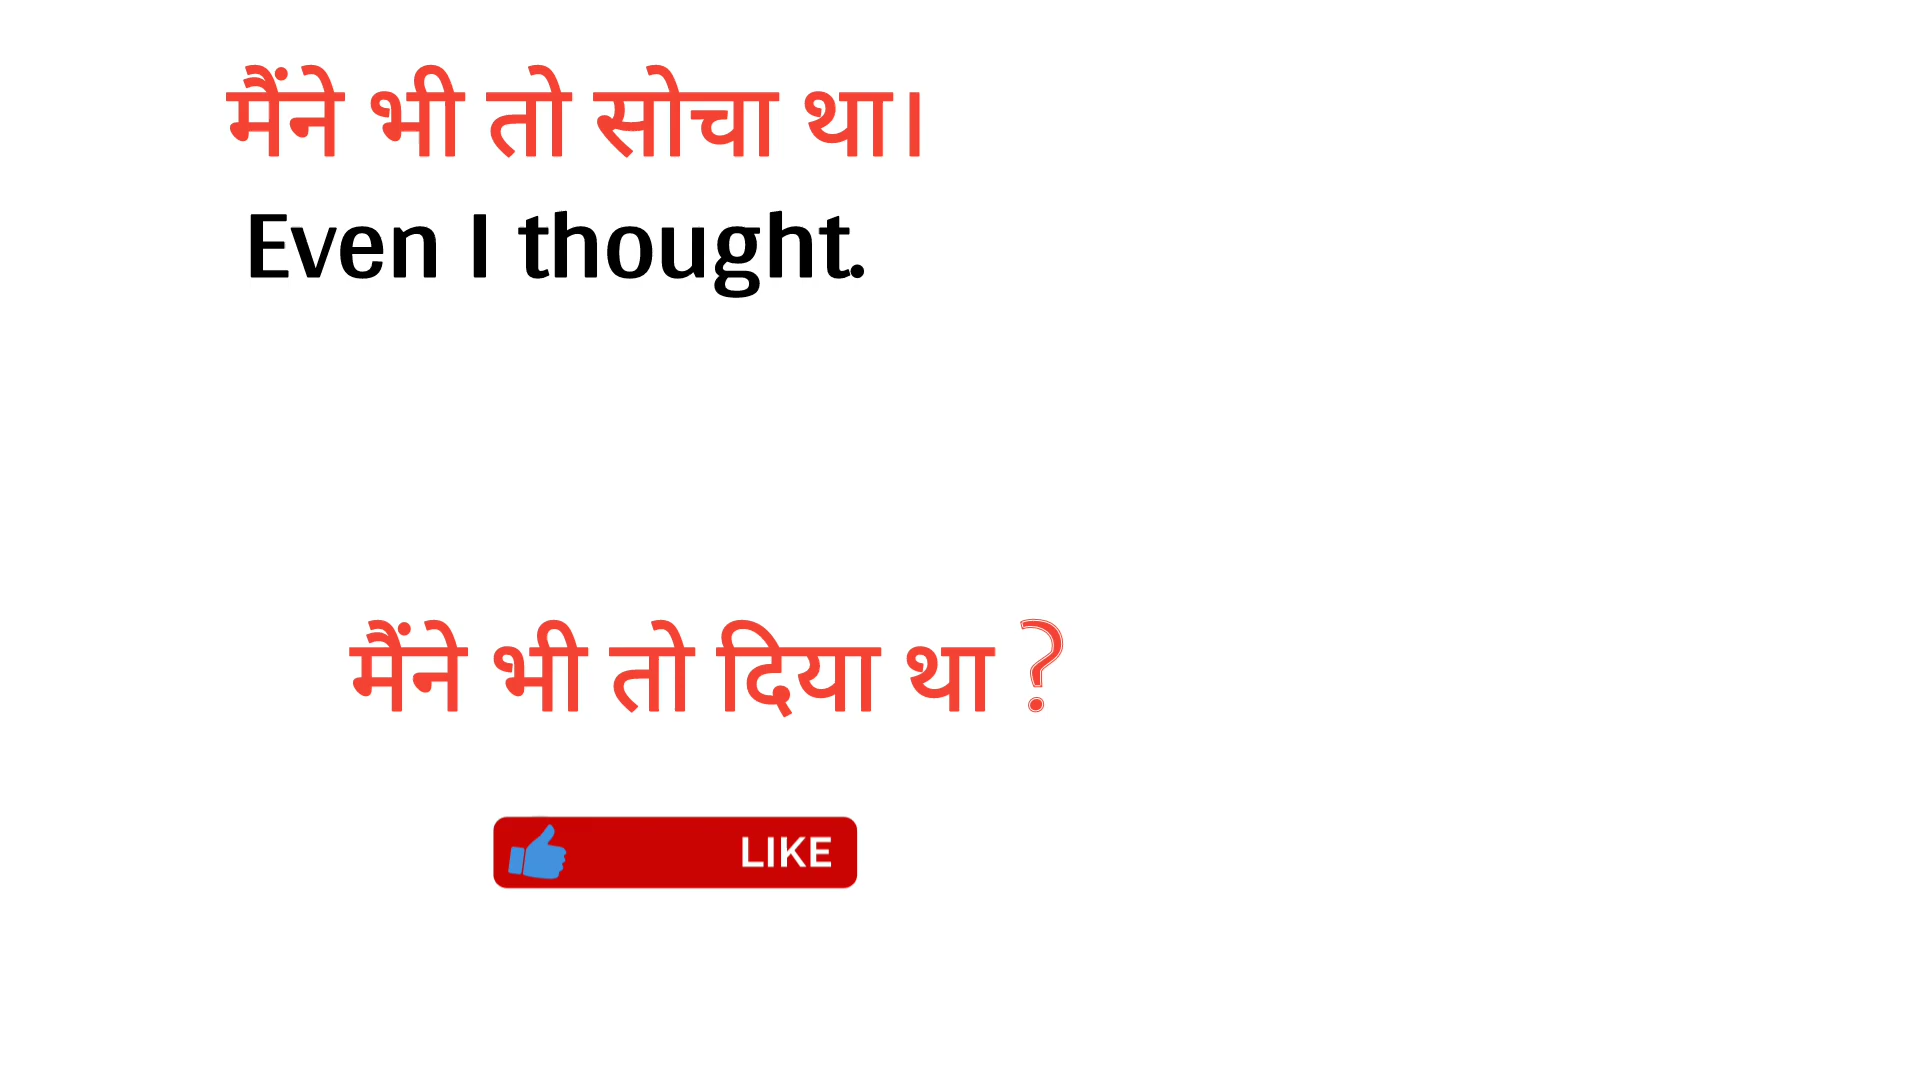 मैंने भी तो सोचा था।
Even I thought.
मैंने भी तो दिया था ?
LIKE